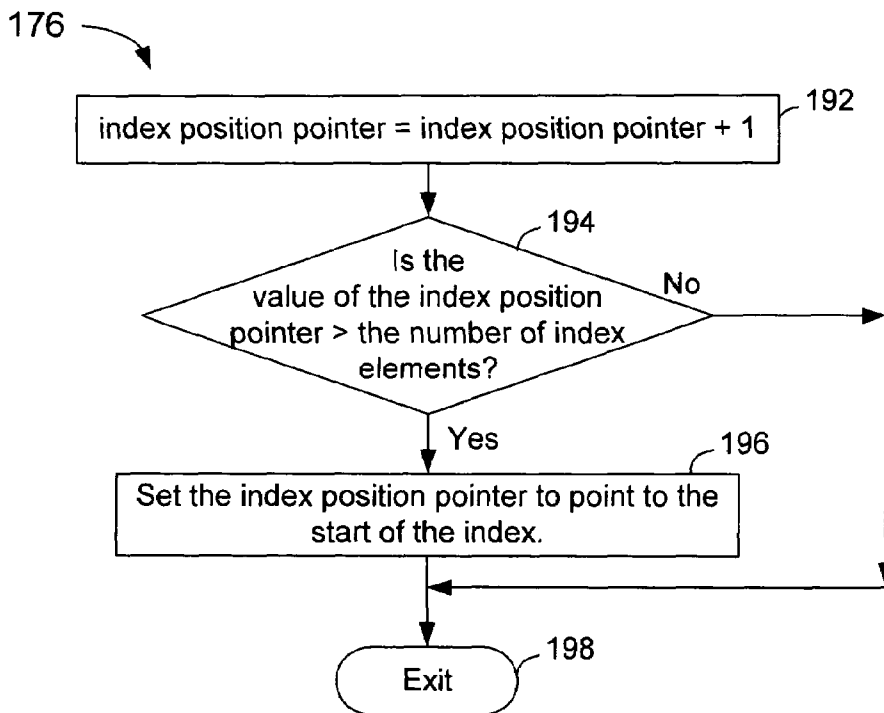 176
192
index position pointer = index position pointer + 1
194
Is the
value of the index position
pointer > the number of index
elements?
No
Yes
196
Set the index position pointer to point to the
start of the index.
198
Exit